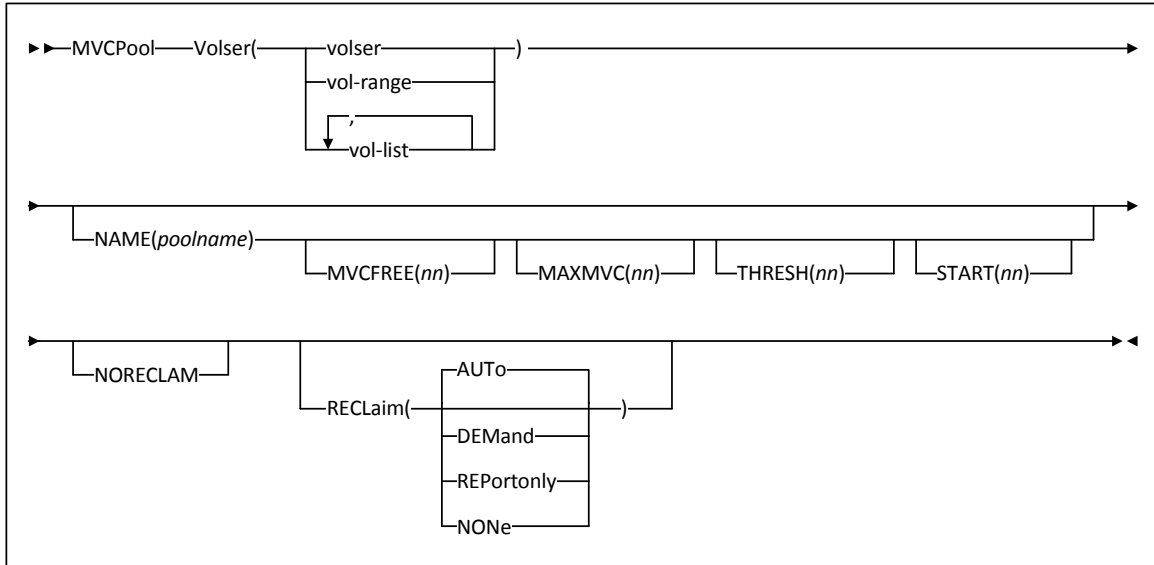 MVCPool Volser( volser )
vol-range
,
vol-list
NAME(poolname)
MVCFREE(nn) MAXMVC(nn) THRESH(nn) START(nn)
NORECLAM
AUTo
RECLaim( )
DEMand
REPortonly
NONe